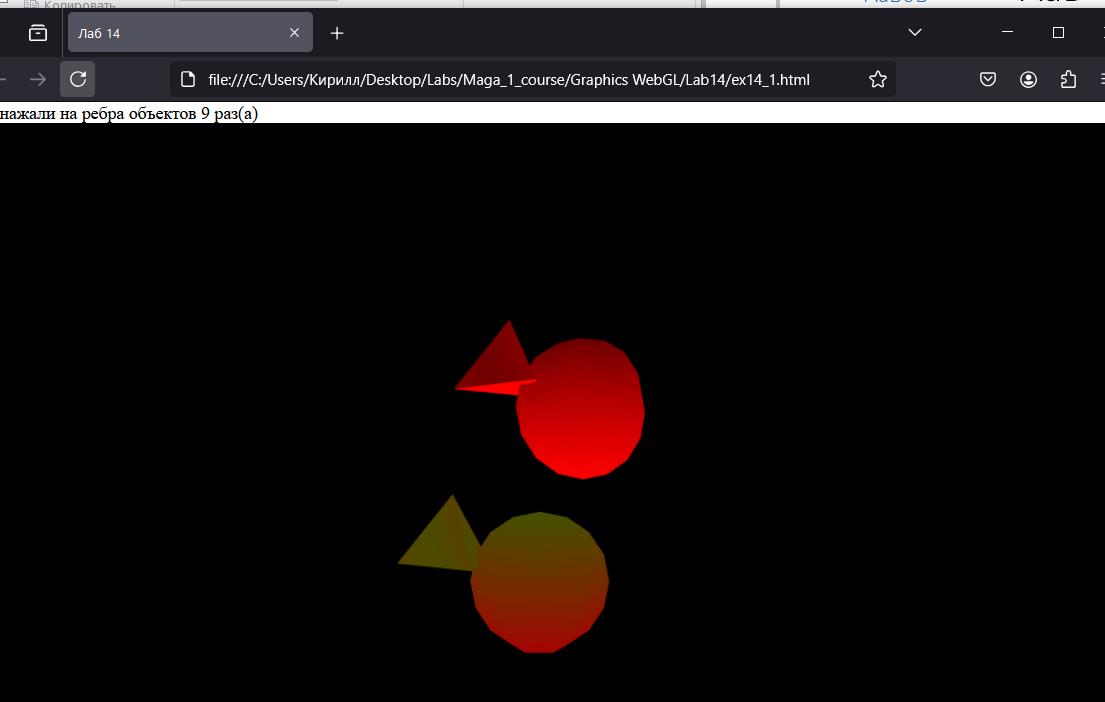 Копировать
Лаб 14
file:///C:/Users/Кирилл/Desktop/Labs/Maga_1_course/Graphics WebGL/Lab14/ex14_1.html
нажали на ребра объектов 9 раз(а)